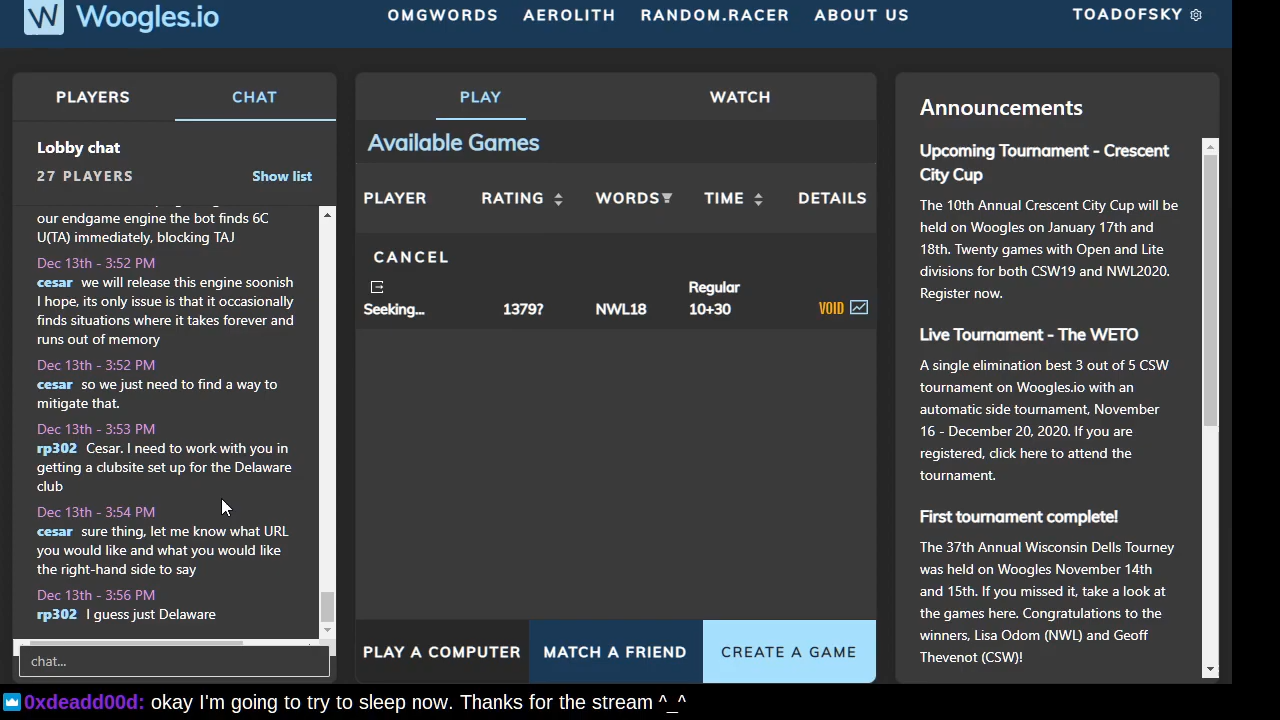 W Woogles.io
OMGWORDS AEROLITH RANDOM.RACER ABOUT US
TOADOFSKY
PLAYERS CHAT
Lobby chat
27 PLAYERS Show list
our endgame engine the bot finds 6C
U(TA) immediately, blocking TAJ
Dec 13th - 3:52 PM
cesar we will release this engine soonish
I hope, its only issue is that it occasionally
finds situations where it takes forever and
runs out of memory
Dec 13th - 3:52 PM
cesar so we just need to find a way to
mitigate that.
Dec 13th - 3:53 PM
rp302 Cesar. I need to work with you in
getting a clubsite set up for the Delaware
club
Dec 13th - 3:54 PM
cesar sure thing, let me know what URL
you would like and what you would like
the right-hand side to say
Dec 13th - 3:56 PM
rp302 I guess just Delaware
chat...
PLAY WATCH
Available Games
PLAYER RATING WORDS TIME DETAILS
CANCEL
Regular
Seeking... 1379? NWL18 10+30 VOID
PLAY A COMPUTER MATCH A FRIEND CREATE A GAME
Announcements
Upcoming Tournament - Crescent
City Cup
The 10th Annual Crescent City Cup will be
held on Woogles on January 17th and
18th. Twenty games with Open and Lite
divisions for both CSW19 and NWL2020.
Register now.
Live Tournament - The WETO
A single elimination best 3 out of 5 CSW
tournament on Woogles.io with an
automatic side tournament, November
16 - December 20, 2020. If you are
registered, click here to attend the
tournament.
First tournament complete!
The 37th Annual Wisconsin Dells Tourney
was held on Woogles November 14th
and 15th. If you missed it, take a look at
the games here. Congratulations to the
winners, Lisa Odom (NWL) and Geoff
Thevenot (CSW)!
0xdeadd00d: okay I'm going to try to sleep now. Thanks for the stream ^_^